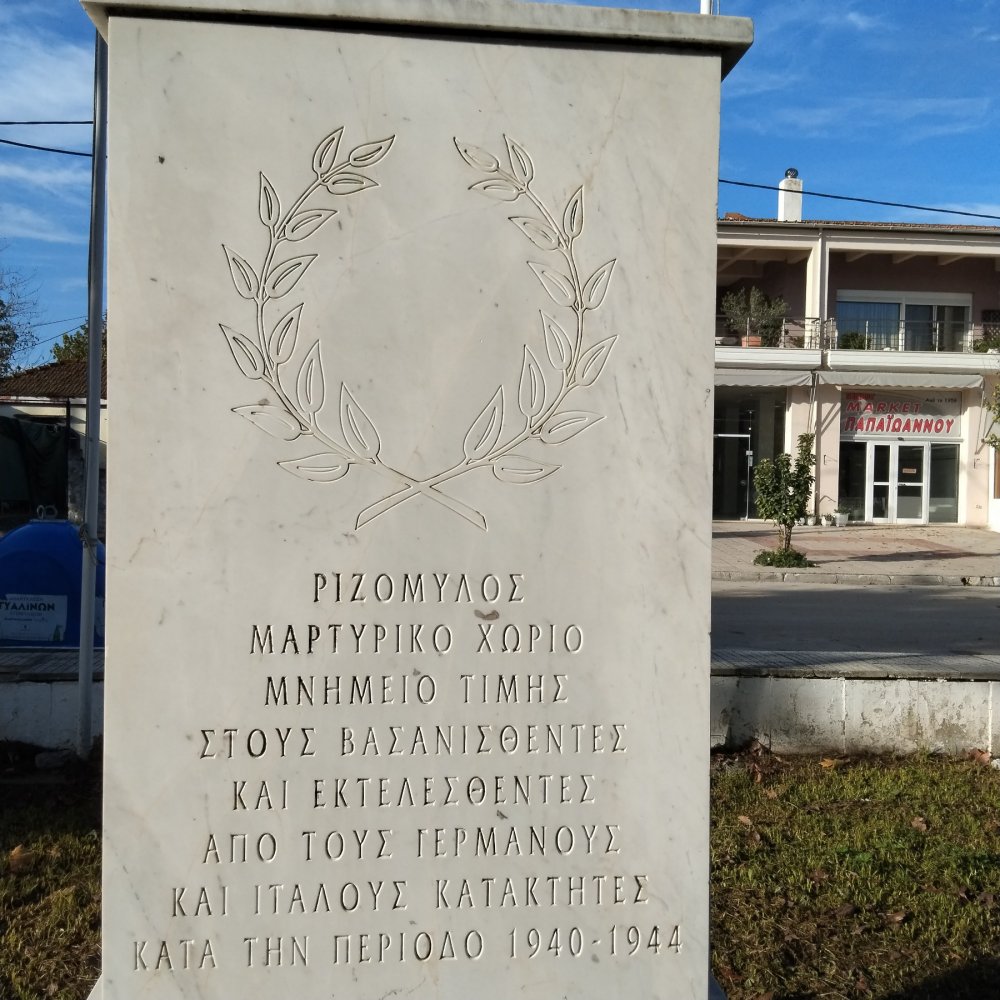 ΡΙΖΟΜΥΛΟΣ
ΜΑΡΤΥΡΙΚΟ ΧΩΡΙΟ
ΜΝΗΜΕΙΟ ΤΙΜΗΣ
ΣΤΟΥΣ ΒΑΣΑΝΙΣΘΕΝΤΕΣ
ΚΑΙ ΕΚΤΕΛΕΣΘΕΝΤΕΣ
ΑΠΟ ΤΟΥΣ ΓΕΡΜΑΝΟΥΣ
ΚΑΙ ΙΤΑΛΟΥΣ ΚΑΤΑΚΤΗΤΕΣ
ΚΑΤΑ ΤΗΝ ΠΕΡΙΟΔΟ 1940-1944
MARKET
ΠΑΠΑΪΩΑΝΝΟΥ
ΓΥΑΛΙΝΩΝ